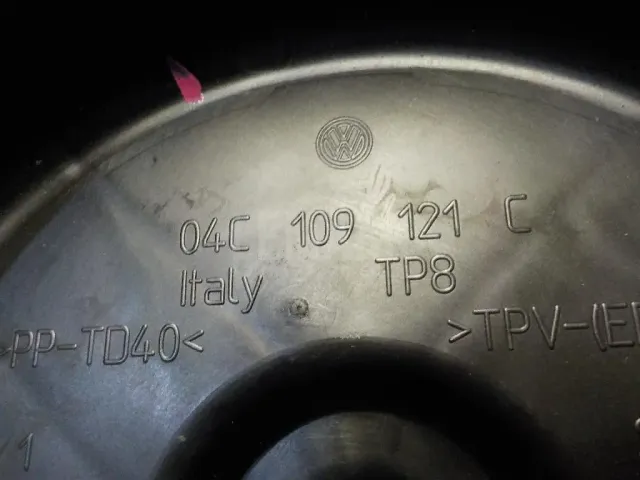 04C 109 121 C
Italy TP8
>PP-TD40< >TPV-(E
1